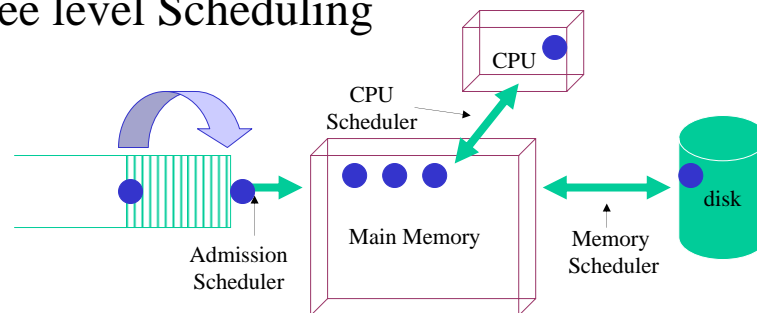 ee level Scheduling
CPU
CPU
Scheduler
disk
Main Memory
Admission
Scheduler
Memory
Scheduler